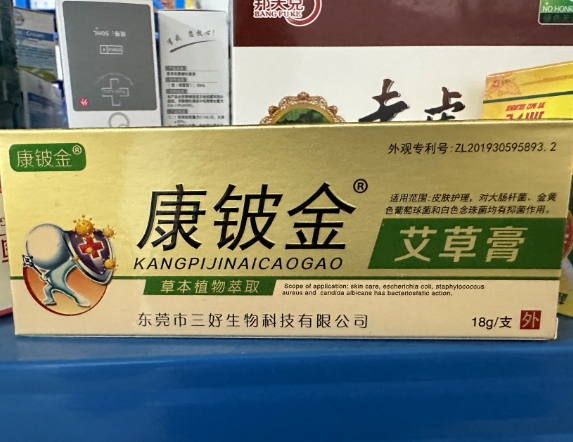 邦夫克
BANGFUKE
康铍金®
外观专利号:ZL201930595893.2
康铍金®
KANGPIJINAICAOGAO
适用范围:皮肤护理,对大肠杆菌、金黄
色葡萄球菌和白色念珠菌均有抑菌作用。
艾草膏
草本植物萃取
Scope of application: skin care, escherichia coli, staphylococcus
aureus and candida albicans has bacteriostatic action.
东莞市三好生物科技有限公司
18g/支
外